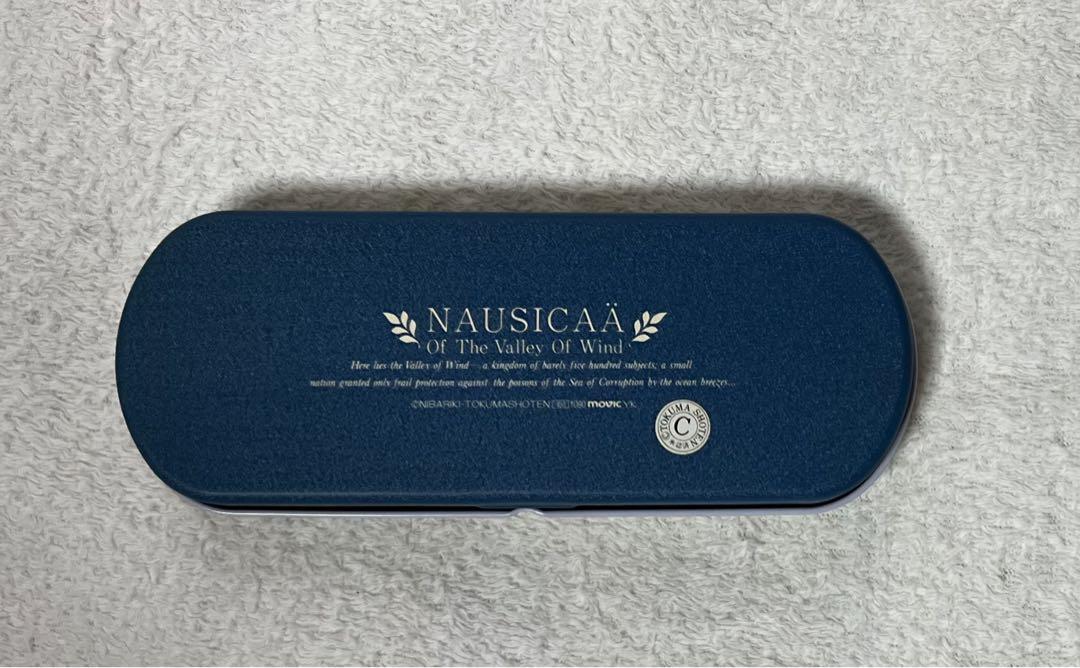 NAUSICAÄ
Of The Valley Of Wind
Here lies the Valley of Wind— a kingdom of barely five hundred subjects; a small
nation granted only frail protection against the poisons of the Sea of Corruption by the ocean breezes...
©NIBARIKI·TOKUMASHOTEN movic YK
©TOKUMA SHOTEN
C